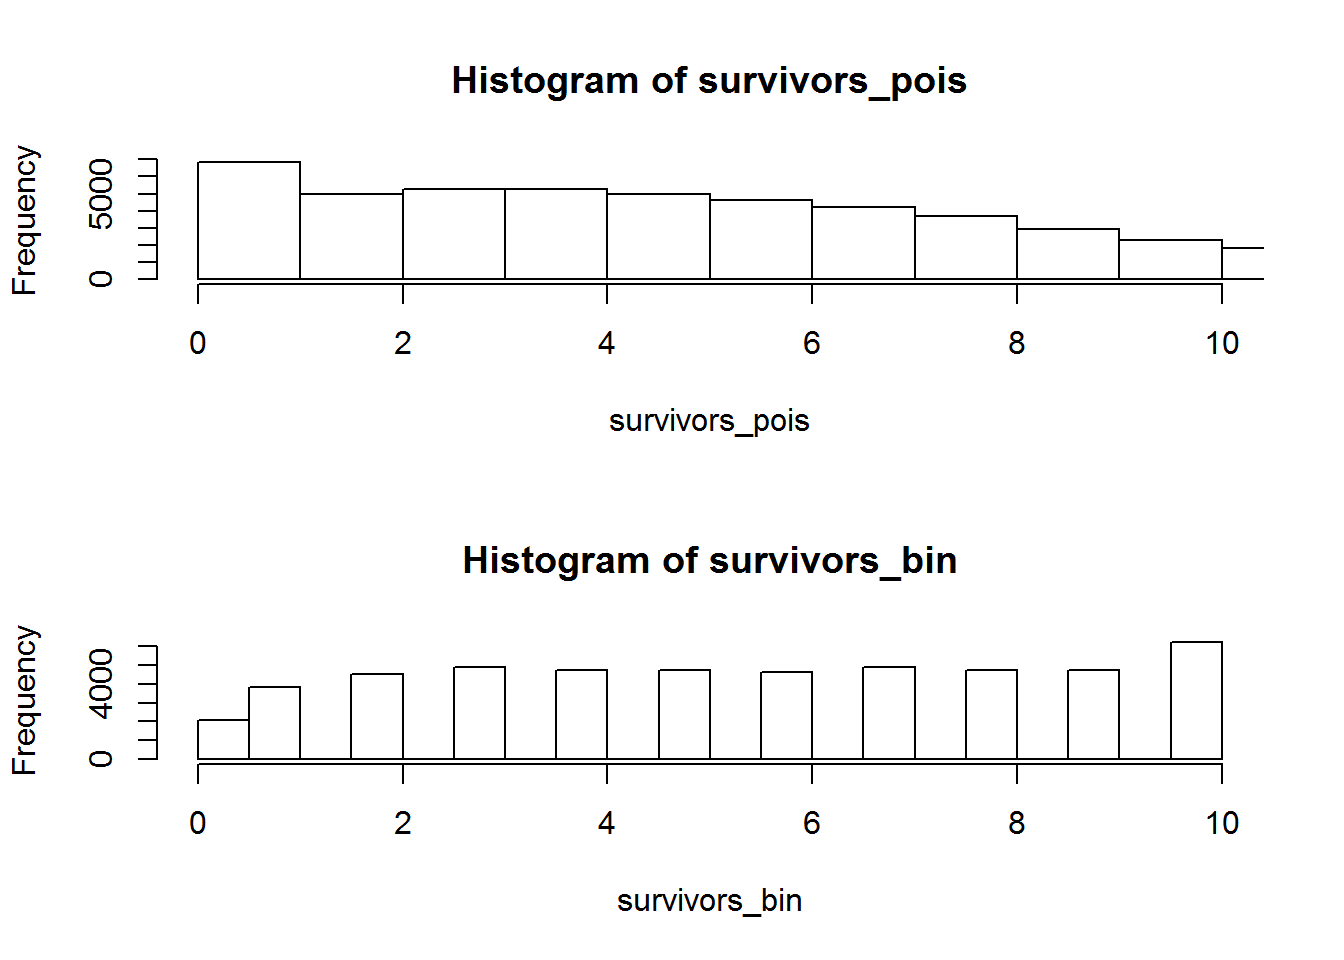 Histogram of survivors_pois
Frequency
5000
0
0 2 4 6 8 10
survivors_pois
Histogram of survivors_bin
Frequency
4000
0
0 2 4 6 8 10
survivors_bin